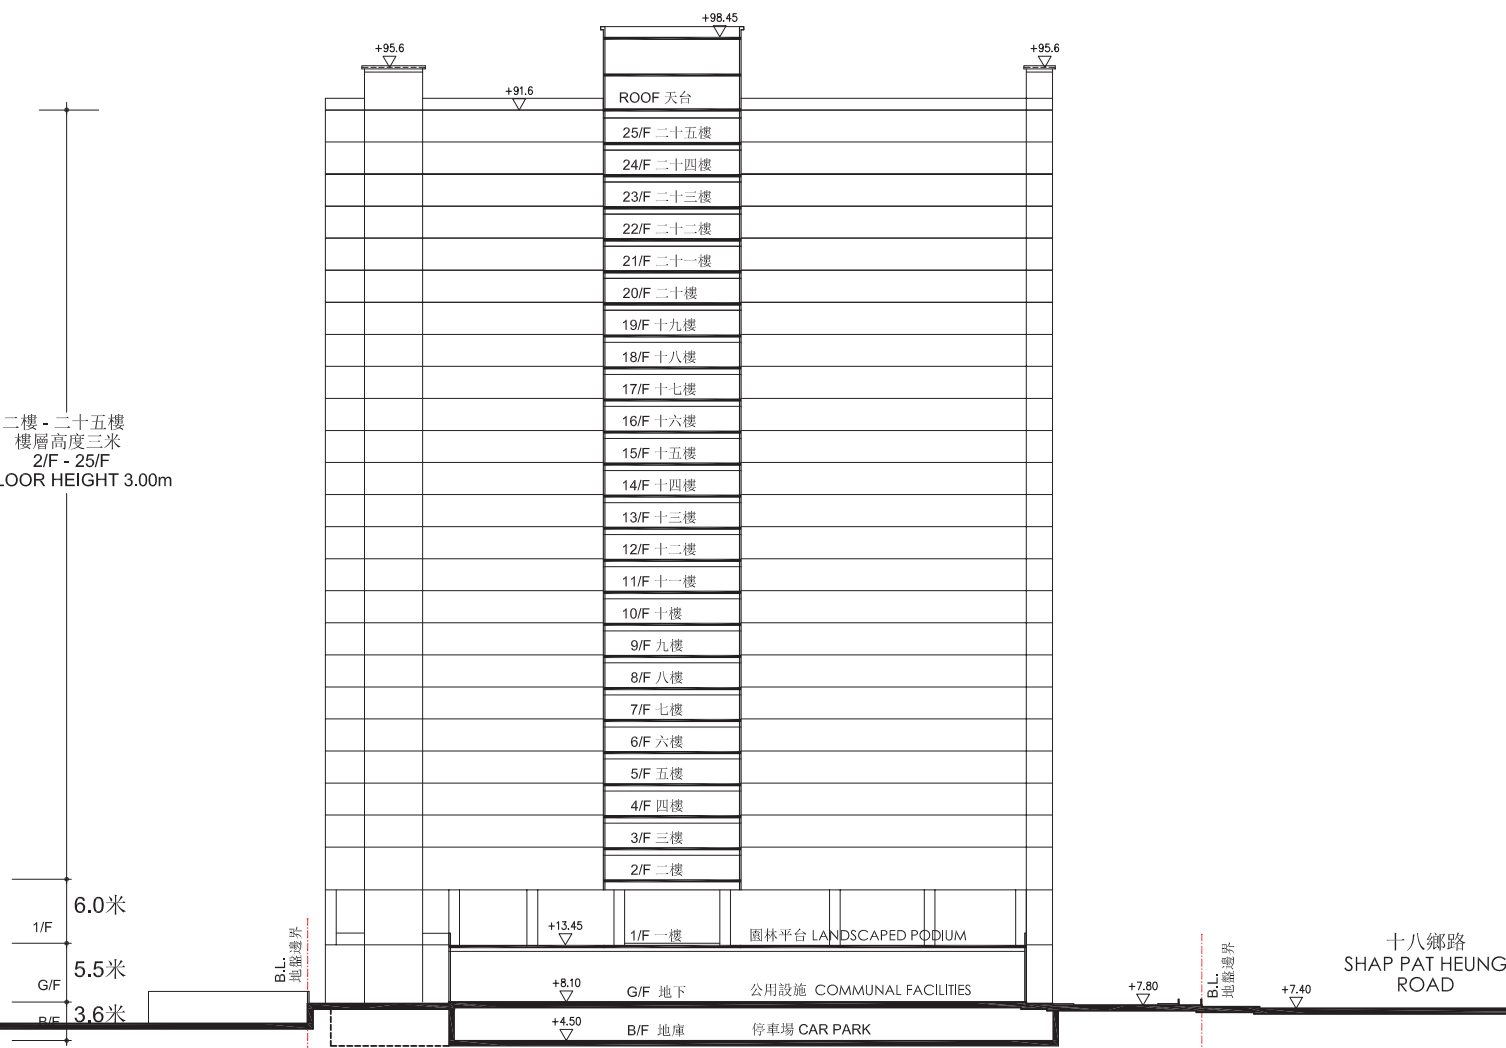 +98.45
+95.6
+95.6
+91.6
ROOF 天台
25/F 二十五樓
24/F 二十四樓
23/F 二十三樓
22/F 二十二樓
21/F 二十一樓
20/F 二十樓
19/F 十九樓
18/F 十八樓
17/F 十七樓
16/F 十六樓
15/F 十五樓
14/F 十四樓
13/F 十三樓
12/F 十二樓
11/F 十一樓
10/F 十樓
9/F 九樓
8/F 八樓
7/F 七樓
6/F 六樓
5/F 五樓
4/F 四樓
3/F 三樓
2/F 二樓
二樓 - 二十五樓
樓層高度三米
2/F - 25/F
LOOR HEIGHT 3.00m
6.0米
1/F
5.5米
G/F
3.6米
B/F
B.L.
地盤邊界
+13.45
1/F 一樓
園林平台 LANDSCAPED PODIUM
+8.10
G/F 地下
公用設施 COMMUNAL FACILITIES
+4.50
B/F 地庫
停車場 CAR PARK
+7.80
B.L.
地盤邊界
+7.40
十八鄉路
SHAP PAT HEUNG
ROAD